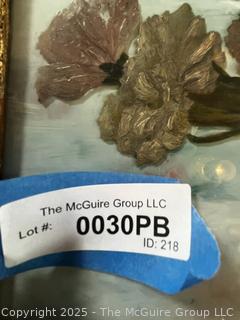 The McGuire Group LLC
Lot #: 0030PB
ID: 218
Copyright © 2025 - The McGuire Group LLC